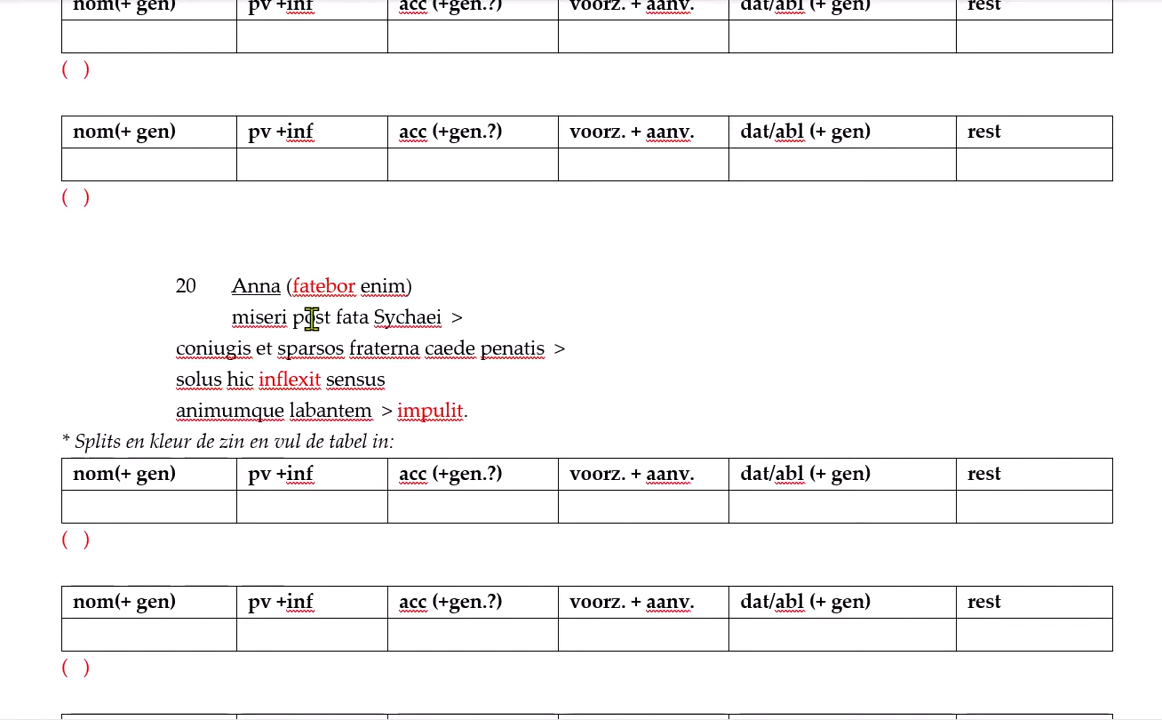 nom(+ gen) pv +inf acc (+gen.?) voorz. + aanv. dat/abl (+ gen) rest
( )
nom(+ gen) pv +inf acc (+gen.?) voorz. + aanv. dat/abl (+ gen) rest
( )
20 Anna (fatebor enim)
miseri post fata Sychaei >
coniugis et sparsos fraterna caede penatis >
solus hic inflexit sensus
animumque labantem > impulit.
* Splits en kleur de zin en vul de tabel in:
nom(+ gen) pv +inf acc (+gen.?) voorz. + aanv. dat/abl (+ gen) rest
( )
nom(+ gen) pv +inf acc (+gen.?) voorz. + aanv. dat/abl (+ gen) rest
( )